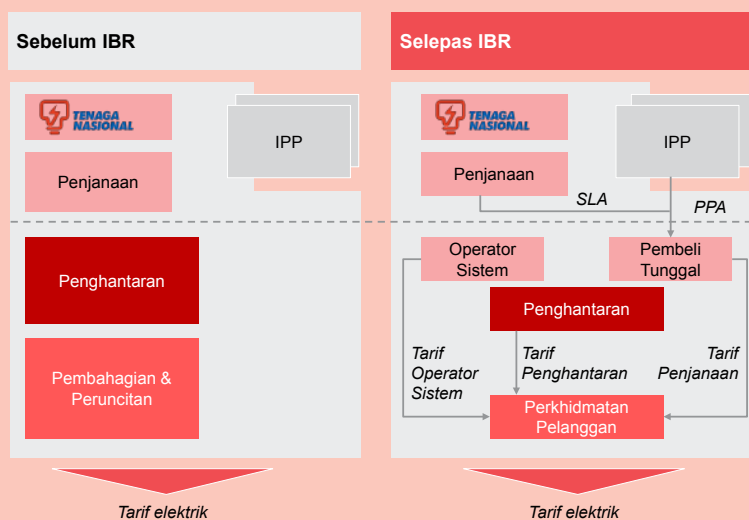 Sebelum IBR
TENAGA
NASIONAL
IPP
Penjanaan
Penghantaran
Pembahagian &
Peruncitan
Tarif elektrik
Selepas IBR
TENAGA
NASIONAL
IPP
Penjanaan
SLA
PPA
Operator
Sistem
Pembeli
Tunggal
Penghantaran
Tarif
Operator
Sistem
Tarif
Penghantaran
Tarif
Penjanaan
Perkhidmatan
Pelanggan
Tarif elektrik